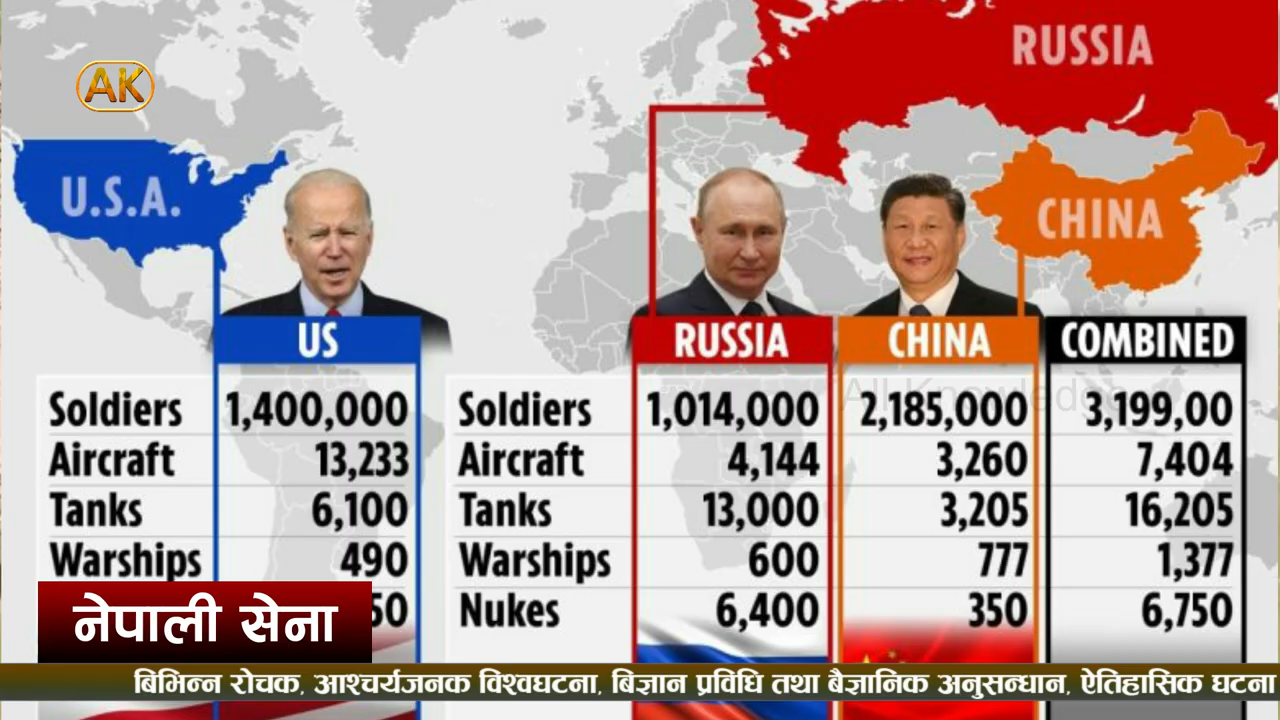 RUSSIA
AK
U.S.A.
CHINA
US
RUSSIA CHINA COMBINED
Soldiers 1,400,000 Soldiers 1,014,000 2,185,000 3,199,00
Aircraft 13,233 Aircraft 4,144 3,260 7,404
Tanks 6,100 Tanks 13,000 3,205 16,205
Warships 490 Warships 600 777 1,377
50 Nukes 6,400 350 6,750
नेपाली सेना
बिभिन्न रोचक, आश्चर्यजनक विश्वघटना, बिज्ञान प्रविधि तथा बैज्ञानिक अनुसन्धान, ऐतिहासिक घटना